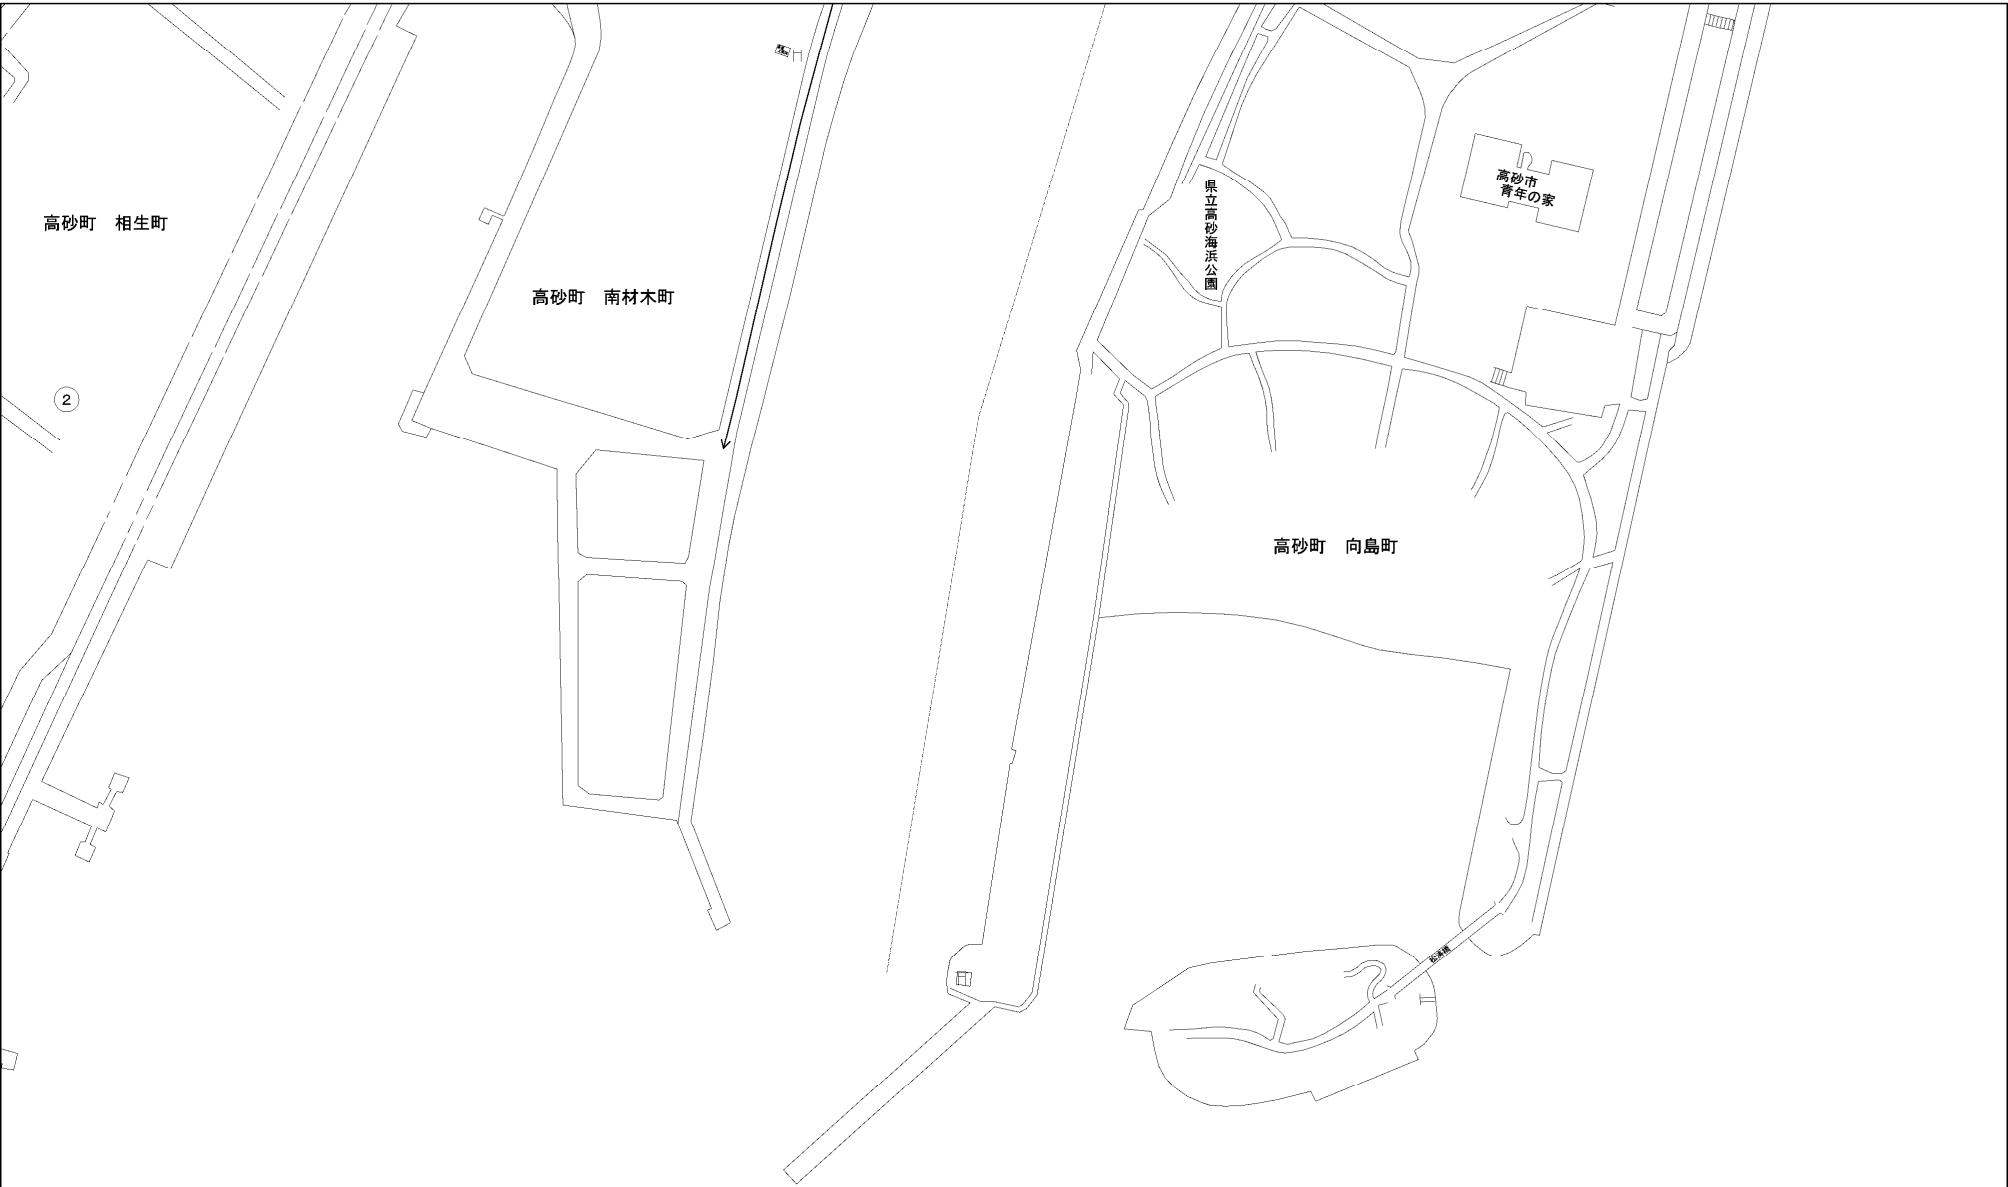 高砂町　相生町
高砂町　南材木町
県立高砂海浜公園
高砂市
青年の家
2
高砂町　向島町